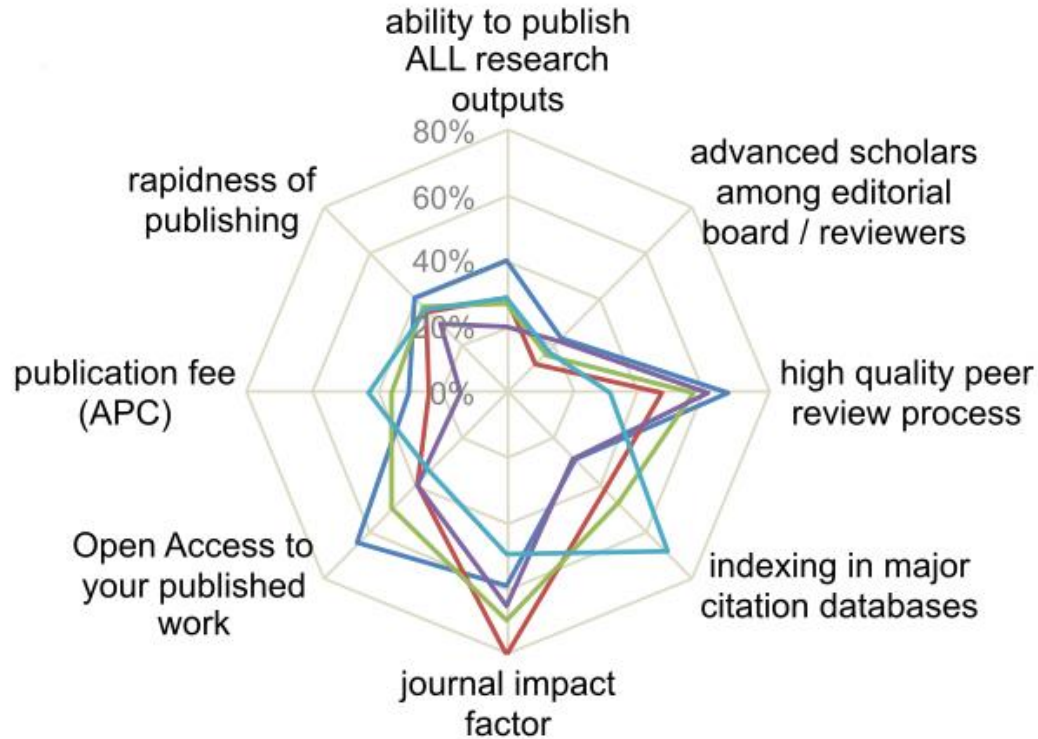 ability to publish
ALL research
outputs
80%
60%
40%
20%
0%
advanced scholars
among editorial
board / reviewers
high quality peer
review process
indexing in major
citation databases
journal impact
factor
Open Access to
your published
work
publication fee
(APC)
rapidness of
publishing